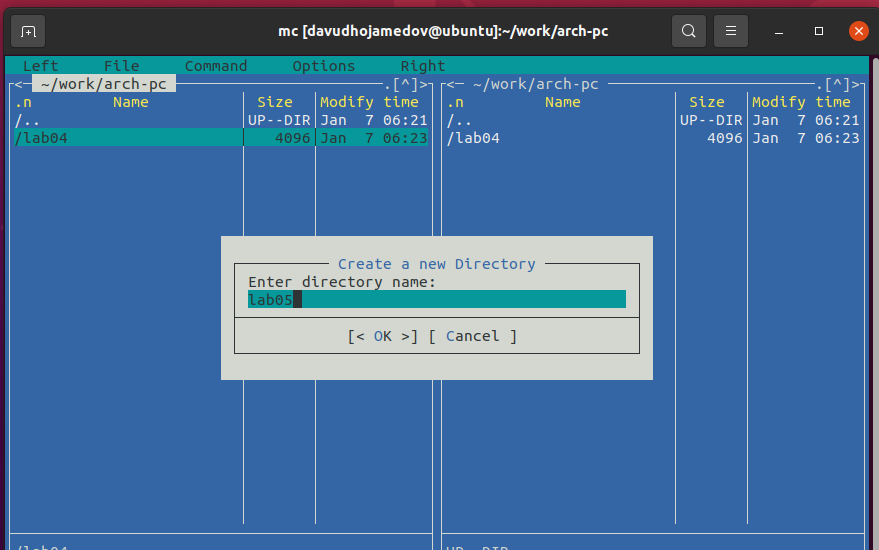 mc [davudhojamedov@ubuntu]:~/work/arch-pc
Left File Command Options Right
<─ ~/work/arch-pc ─.[^]>
<─ ~/work/arch-pc ─.[^]>
.n Name Size Modify time
.n Name Size Modify time
/.. UP--DIR Jan 7 06:21
/.. UP--DIR Jan 7 06:21
/lab04 4096 Jan 7 06:23
/lab04 4096 Jan 7 06:23
Create a new Directory
Enter directory name:
lab05
[< OK >] [ Cancel ]
/lab04
UP--DIR